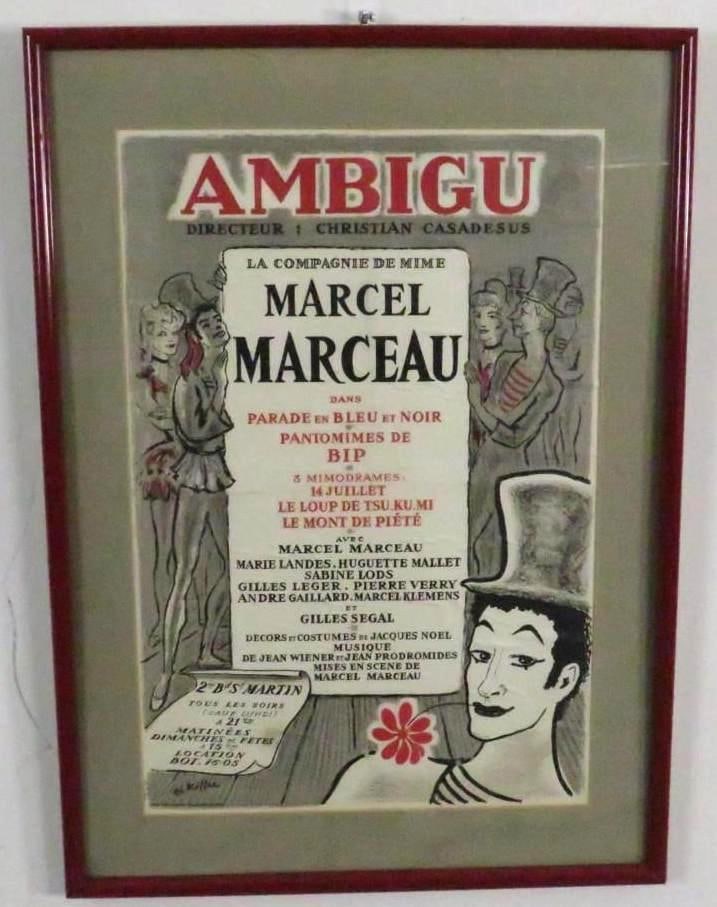 AMBIGU
DIRECTEUR : CHRISTIAN CASADESUS
LA COMPAGNIE DE MIME
MARCEL
MARCEAU
DANS
PARADE EN BLEU ET NOIR
PANTOMIMES DE
BIP
3 MIMODRAMES:
14 JUILLET
LE LOUP DE TSU.KU.MI
LE MONT DE PIÉTÉ
AVEC
MARCEL MARCEAU
MARIE LANDES. HUGUETTE MALLET
SABINE LODS
GILLES LEGER. PIERRE VERRY
ANDRE GAILLARD. MARCEL KLEMENS
ET
GILLES SEGAL
DECORS ET COSTUMES DE JACQUES NOEL
MUSIQUE
DE JEAN WIENER ET JEAN PRODROMIDES
MISES EN SCENE DE
MARCEL MARCEAU
Bd St MARTIN
TOUS LES SOIRS
(SAUF LUNDI)
à 21
MATINÉES
DIMANCHES ET FÊTES
à 15
LOCATION
BOT. 76-05